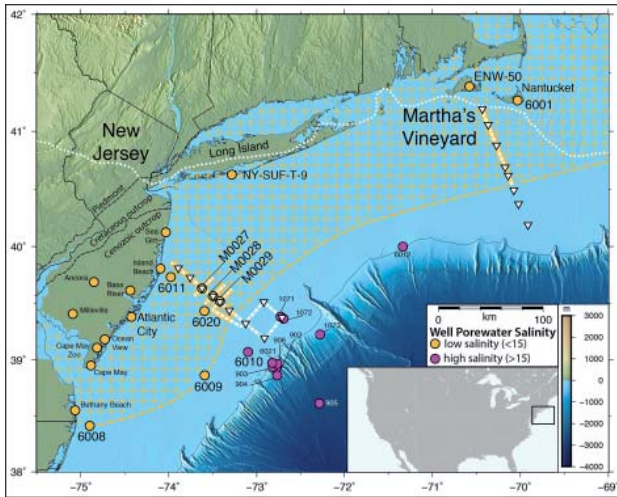 42°
41°
40°
39°
38°
-75°
-74°
-73°
-72°
-71°
-70°
-69°
ENW-50
Nantucket
6001
New
Jersey
Martha's
Vineyard
Long Island
NY-SUF-T-9
Piedmont
Cretaceous outcrop
Cenozoic outcrop
Sea
Girt
M0027
M0028
M0029
Island
Beach
6011
Ancora
Bass
River
6020
Millville
Atlantic
City
Ocean
View
Cape May
Zoo
Cape May
Bethany Beach
6008
6009
6010
6021
6012
1071
1072
902
906
903
904
1073
905
Well Porewater Salinity
low salinity (<15)
high salinity (>15)
km
0
50
100
m
3000
2000
1000
0
-1000
-2000
-3000
-4000